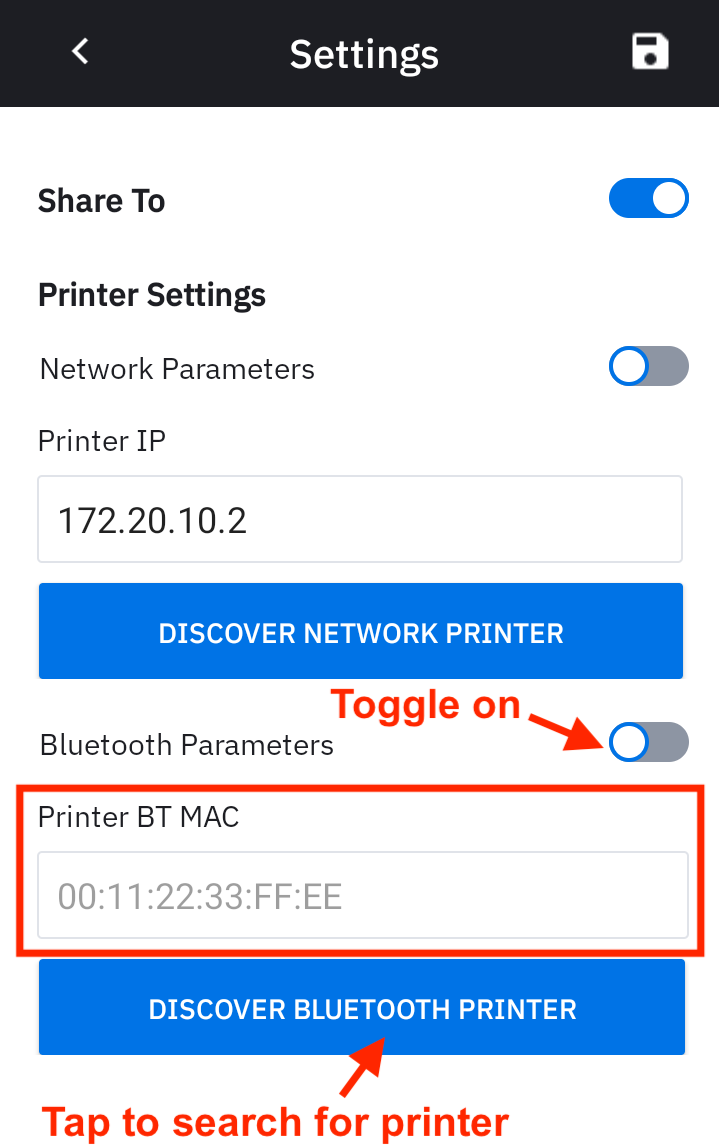 Settings
Share To
Printer Settings
Network Parameters
Printer IP
172.20.10.2
DISCOVER NETWORK PRINTER
Toggle on
Bluetooth Parameters
Printer BT MAC
00:11:22:33:FF:EE
DISCOVER BLUETOOTH PRINTER
Tap to search for printer